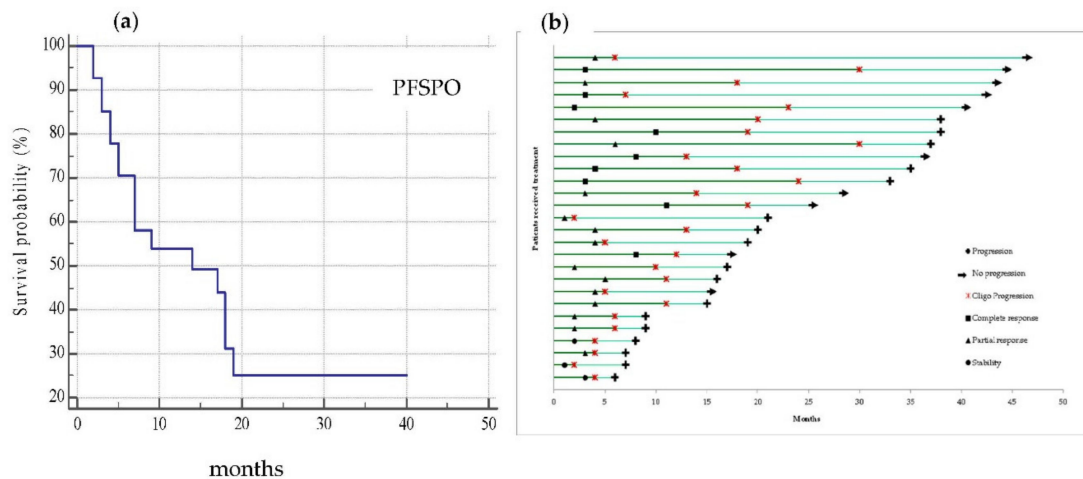 (a)
100
90
80
70
60
50
40
30
20
Survival probability (%)
PFSPO
0 10 20 30 40 50
months
(b)
Patients received treatment
Progression
No progression
Cligo Progression
Complete response
Partial response
Stability
0 5 10 15 20 25 30 35 40 45 50
Months